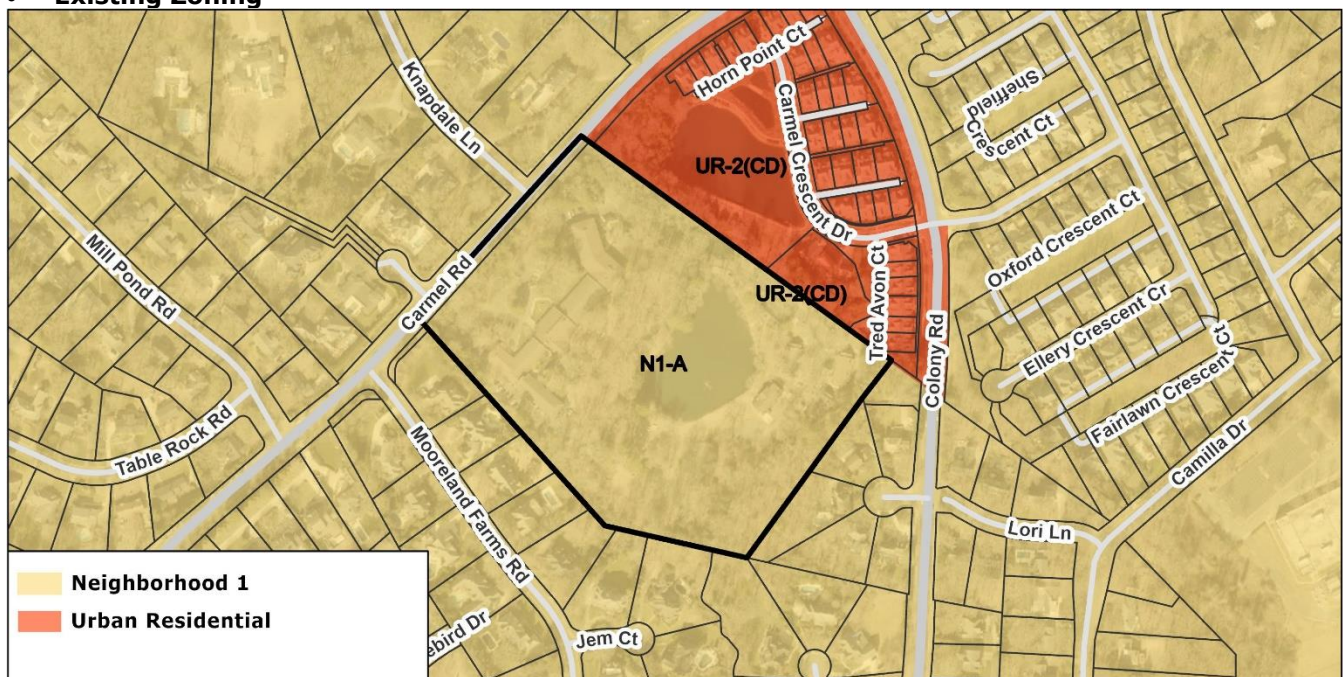 • Existing Zoning
Horn Point Ct
Knapdale Ln
Sheffield
Crescent Ct
Carmel Crescent Dr
UR-2(CD)
Oxford Crescent Ct
Mill Pond Rd
Carmel Rd
UR-2(CD)
Tred Avon Ct
Ellery Crescent Cr
N1-A
Colony Rd
Fairlawn Crescent Ct
Table Rock Rd
Camilla Dr
Mooreland Farms Rd
Lori Ln
Neighborhood 1
Urban Residential
ebird Dr
Jem Ct